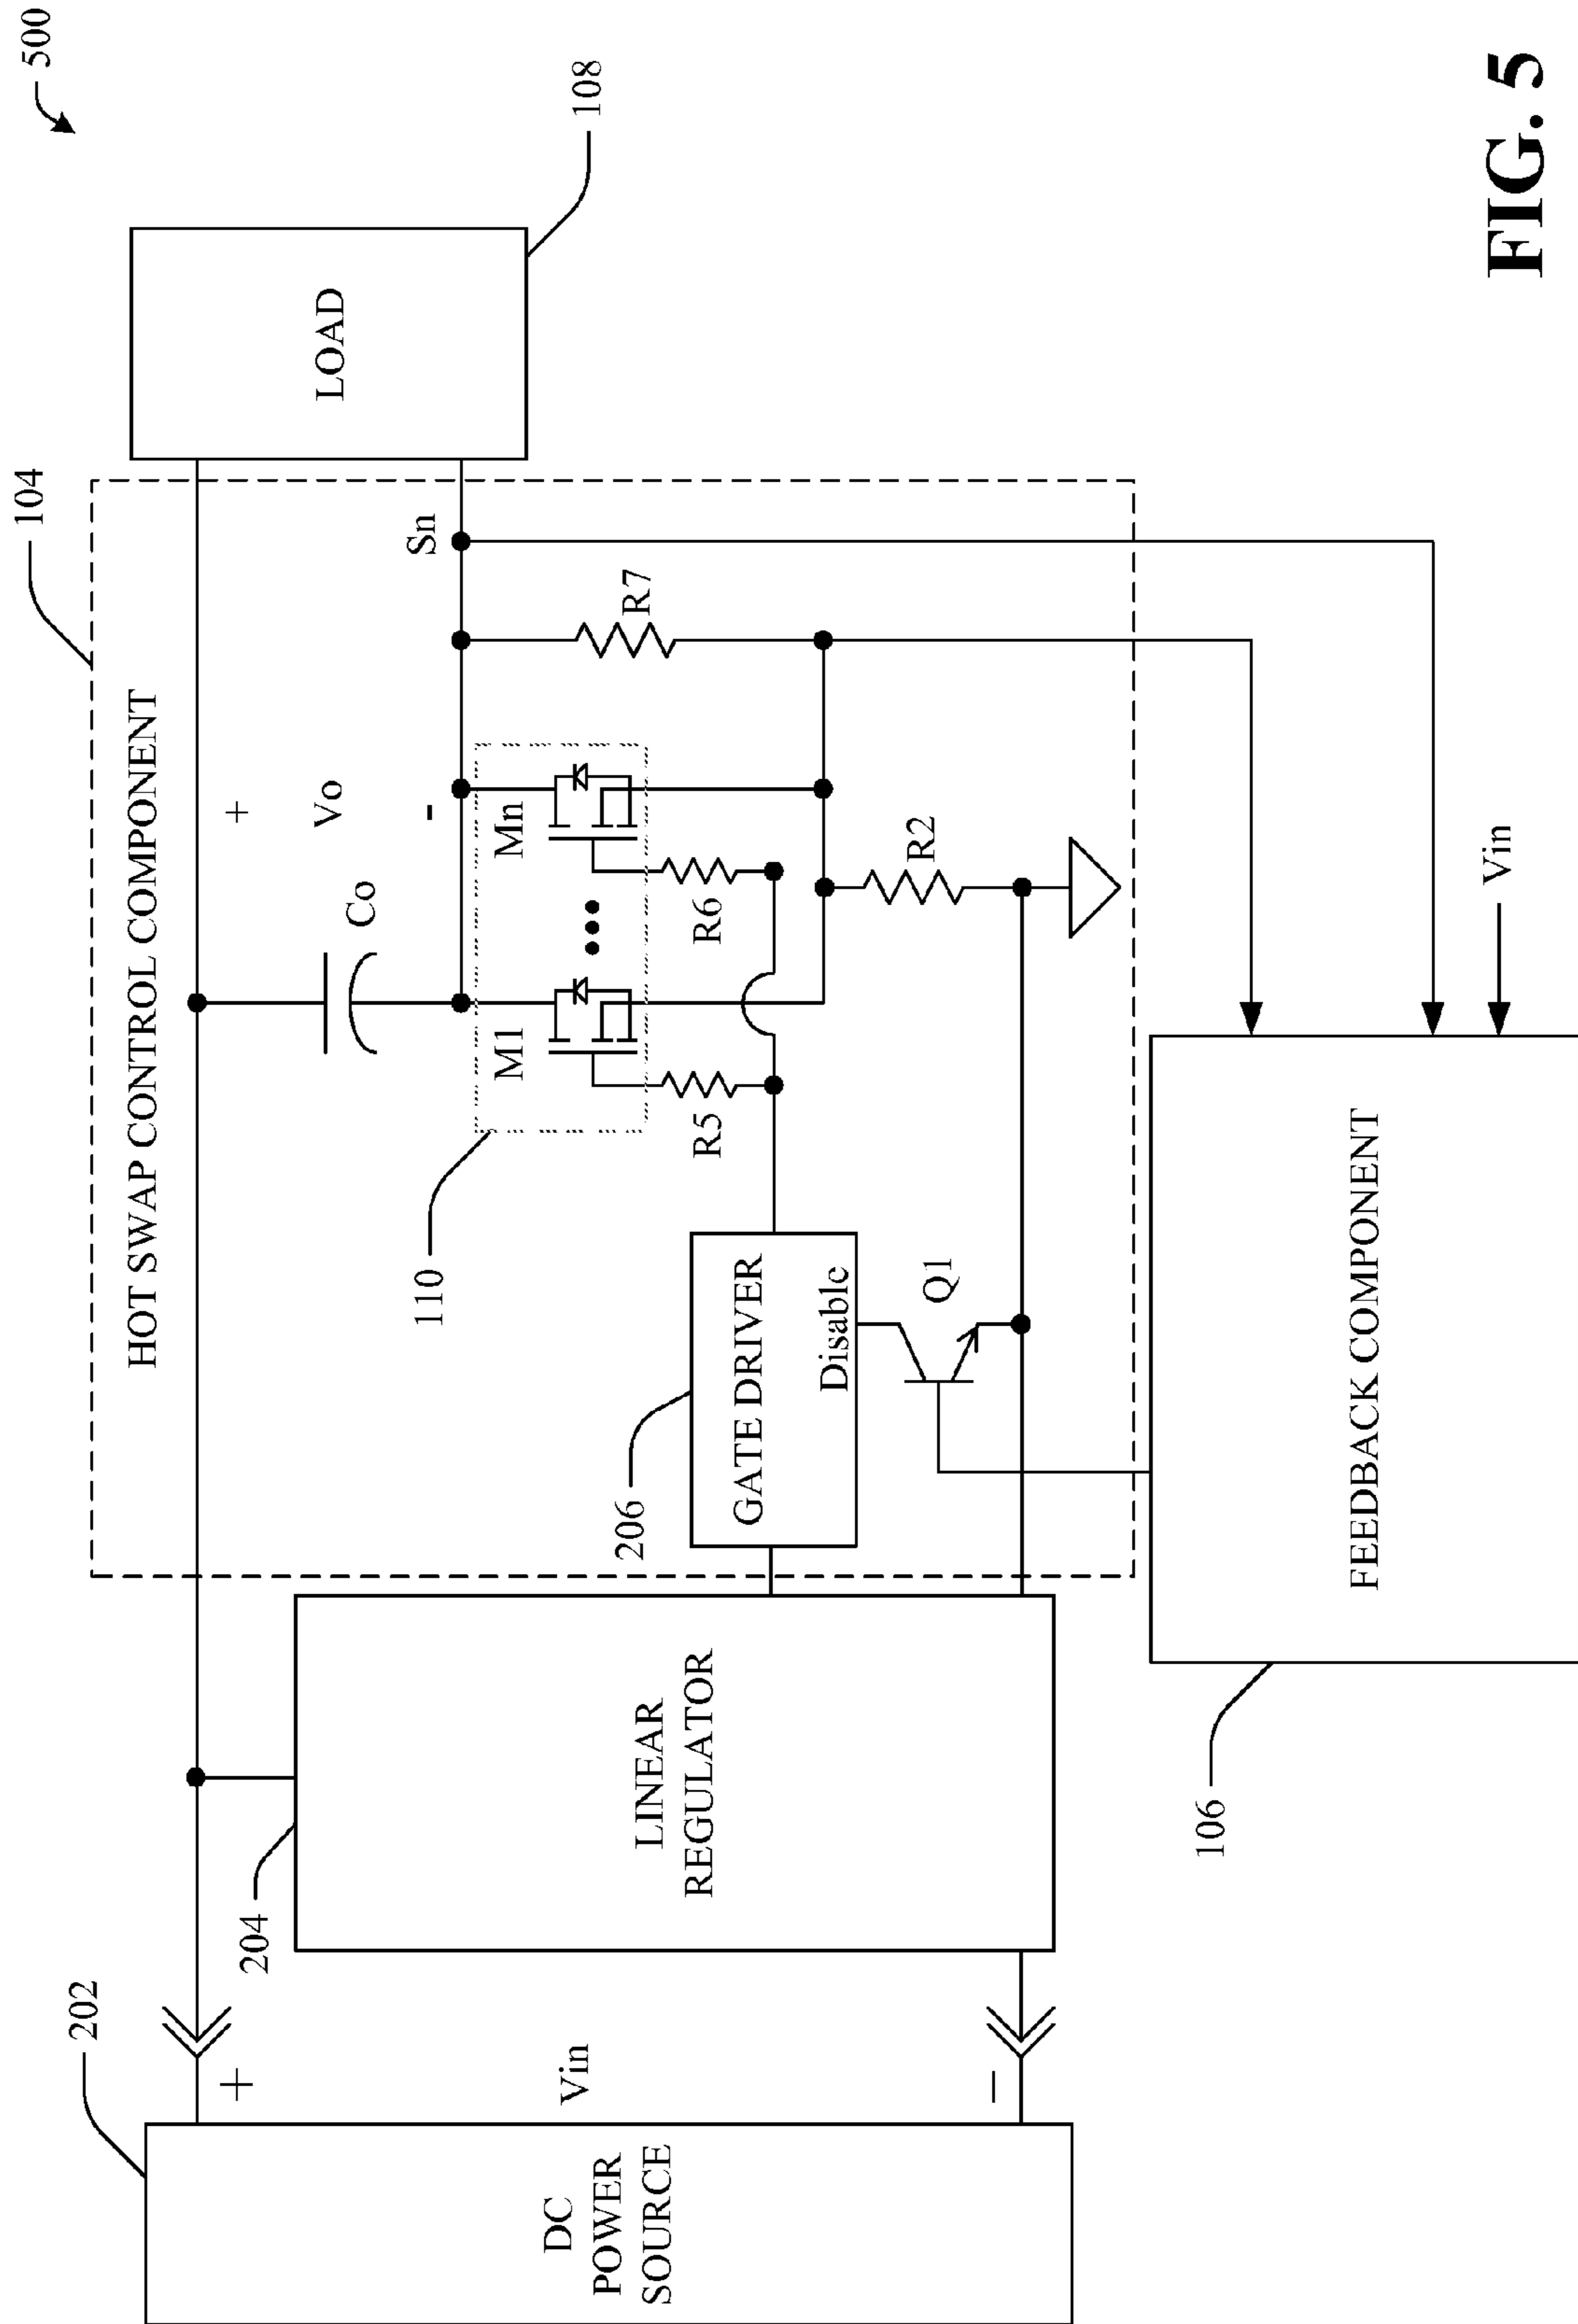 500
104
HOT SWAP CONTROL COMPONENT
202
204
DC
POWER
SOURCE
+
Vin
−
LINEAR
REGULATOR
110
206
GATE DRIVER
Disable
Q1
+
Vo
-
Co
M1
Mn
•••
R5
R6
R7
R2
Sn
LOAD
108
106
FEEDBACK COMPONENT
Vin
FIG. 5